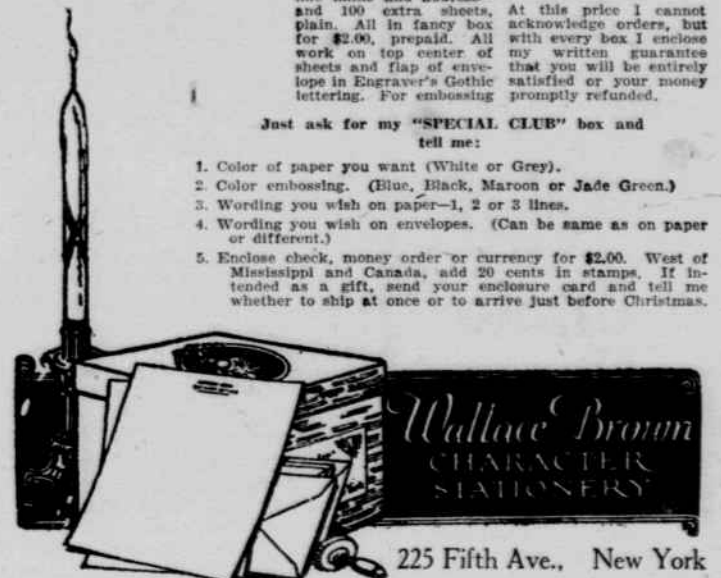 and 100 extra sheets,
plain. All in fancy box
for $2.00, prepaid. All
work on top center of
sheets and flap of enve-
lope in Engraver's Gothic
lettering. For embossing
At this price I cannot
acknowledge orders, but
with every box I enclose
my written guarantee
that you will be entirely
satisfied or your money
promptly refunded.
Just ask for my "SPECIAL CLUB" box and
tell me:
1. Color of paper you want (White or Grey).
2. Color embossing. (Blue, Black, Maroon or Jade Green.)
3. Wording you wish on paper—1, 2 or 3 lines.
4. Wording you wish on envelopes. (Can be same as on paper
or different.)
5. Enclose check, money order or currency for $2.00. West of
Mississippi and Canada, add 20 cents in stamps. If in-
tended as a gift, send your enclosure card and tell me
whether to ship at once or to arrive just before Christmas.
Wallace Brown
CHARACTER
STATIONERY
225 Fifth Ave., New York